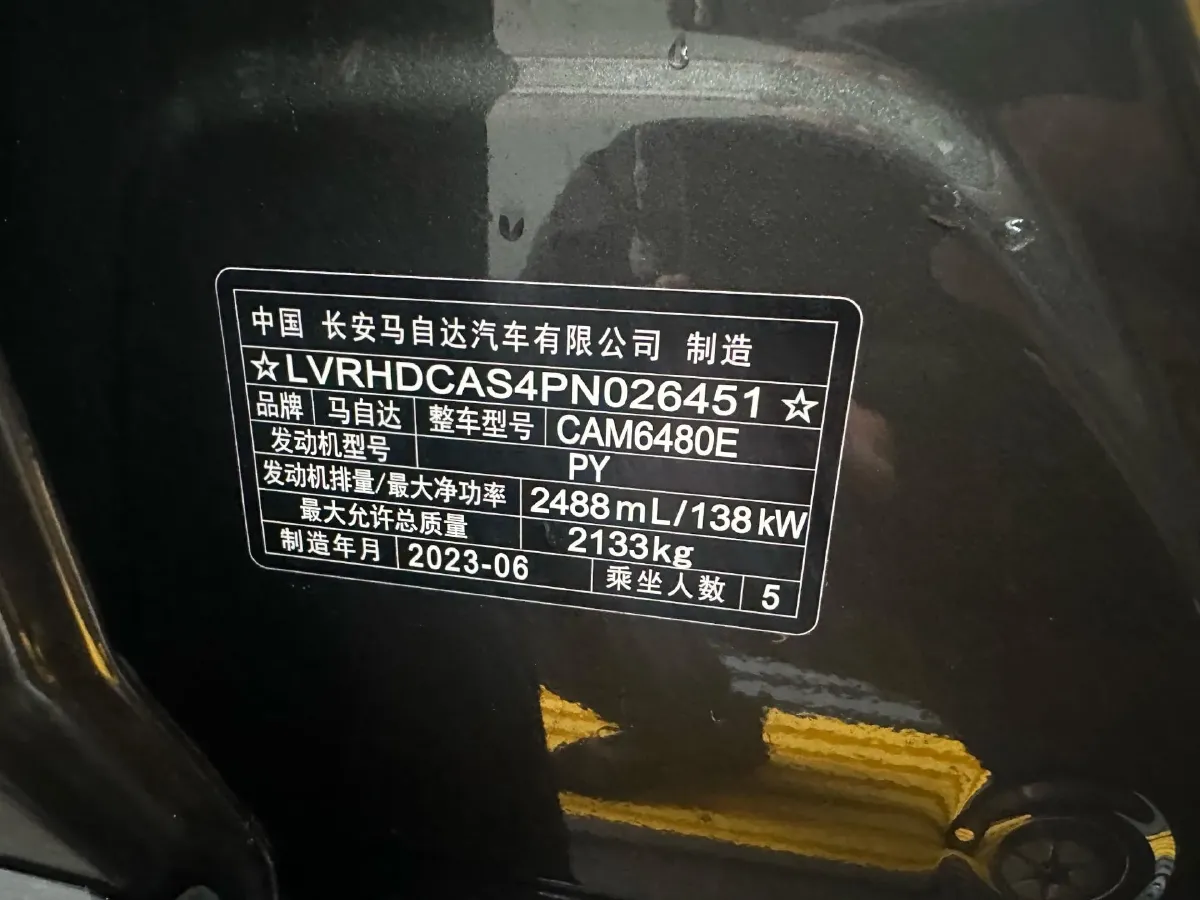 中国 长安马自达汽车有限公司 制造
☆LVRHDCAS4PN026451☆
品牌 马自达 整车型号 CAM6480E
发动机型号 PY
发动机排量/最大净功率 2488mL/138kW
最大允许总质量 2133kg
制造年月 2023-06 乘坐人数 5